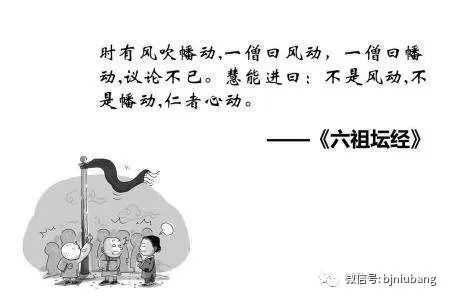 时有风吹幡动,一僧曰风动，一僧曰幡
动,议论不已。慧能进曰：不是风动,不
是幡动,仁者心动。
——《六祖坛经》
微信号: bjniubang